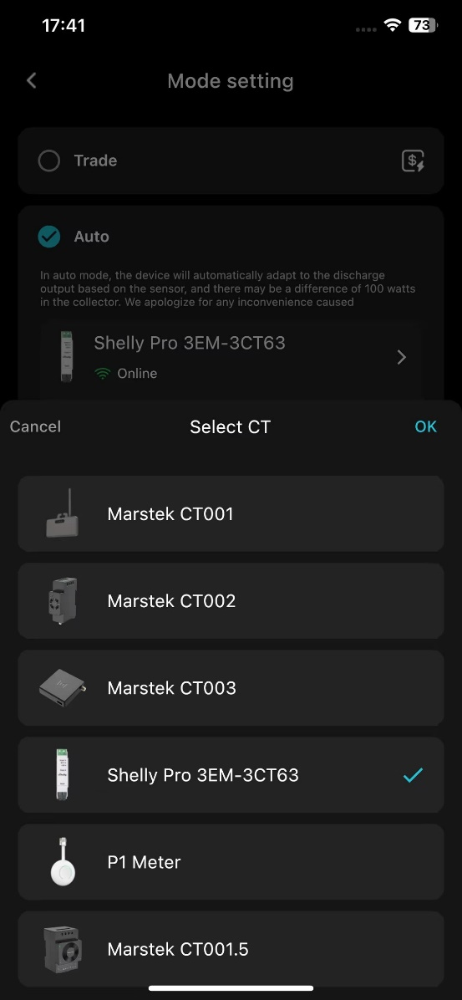 17:41
73
Mode setting
Trade
Auto
In auto mode, the device will automatically adapt to the discharge
output based on the sensor, and there may be a difference of 100 watts
in the collector. We apologize for any inconvenience caused
Shelly Pro 3EM-3CT63
Online
Cancel
Select CT
OK
Marstek CT001
Marstek CT002
Marstek CT003
Shelly Pro 3EM-3CT63
P1 Meter
Marstek CT001.5